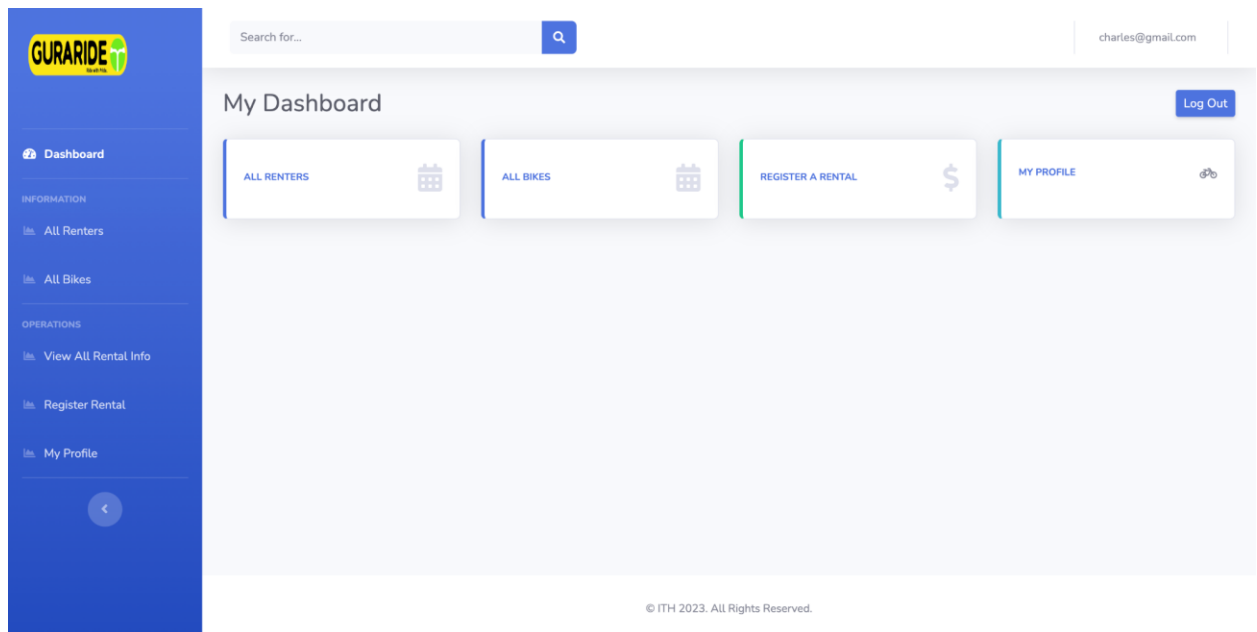 GURARIDE
Search for...
charles@gmail.com
My Dashboard
Log Out
Dashboard
ALL RENTERS
ALL BIKES
REGISTER A RENTAL
MY PROFILE
INFORMATION
All Renters
All Bikes
OPERATIONS
View All Rental Info
Register Rental
My Profile
© ITH 2023. All Rights Reserved.